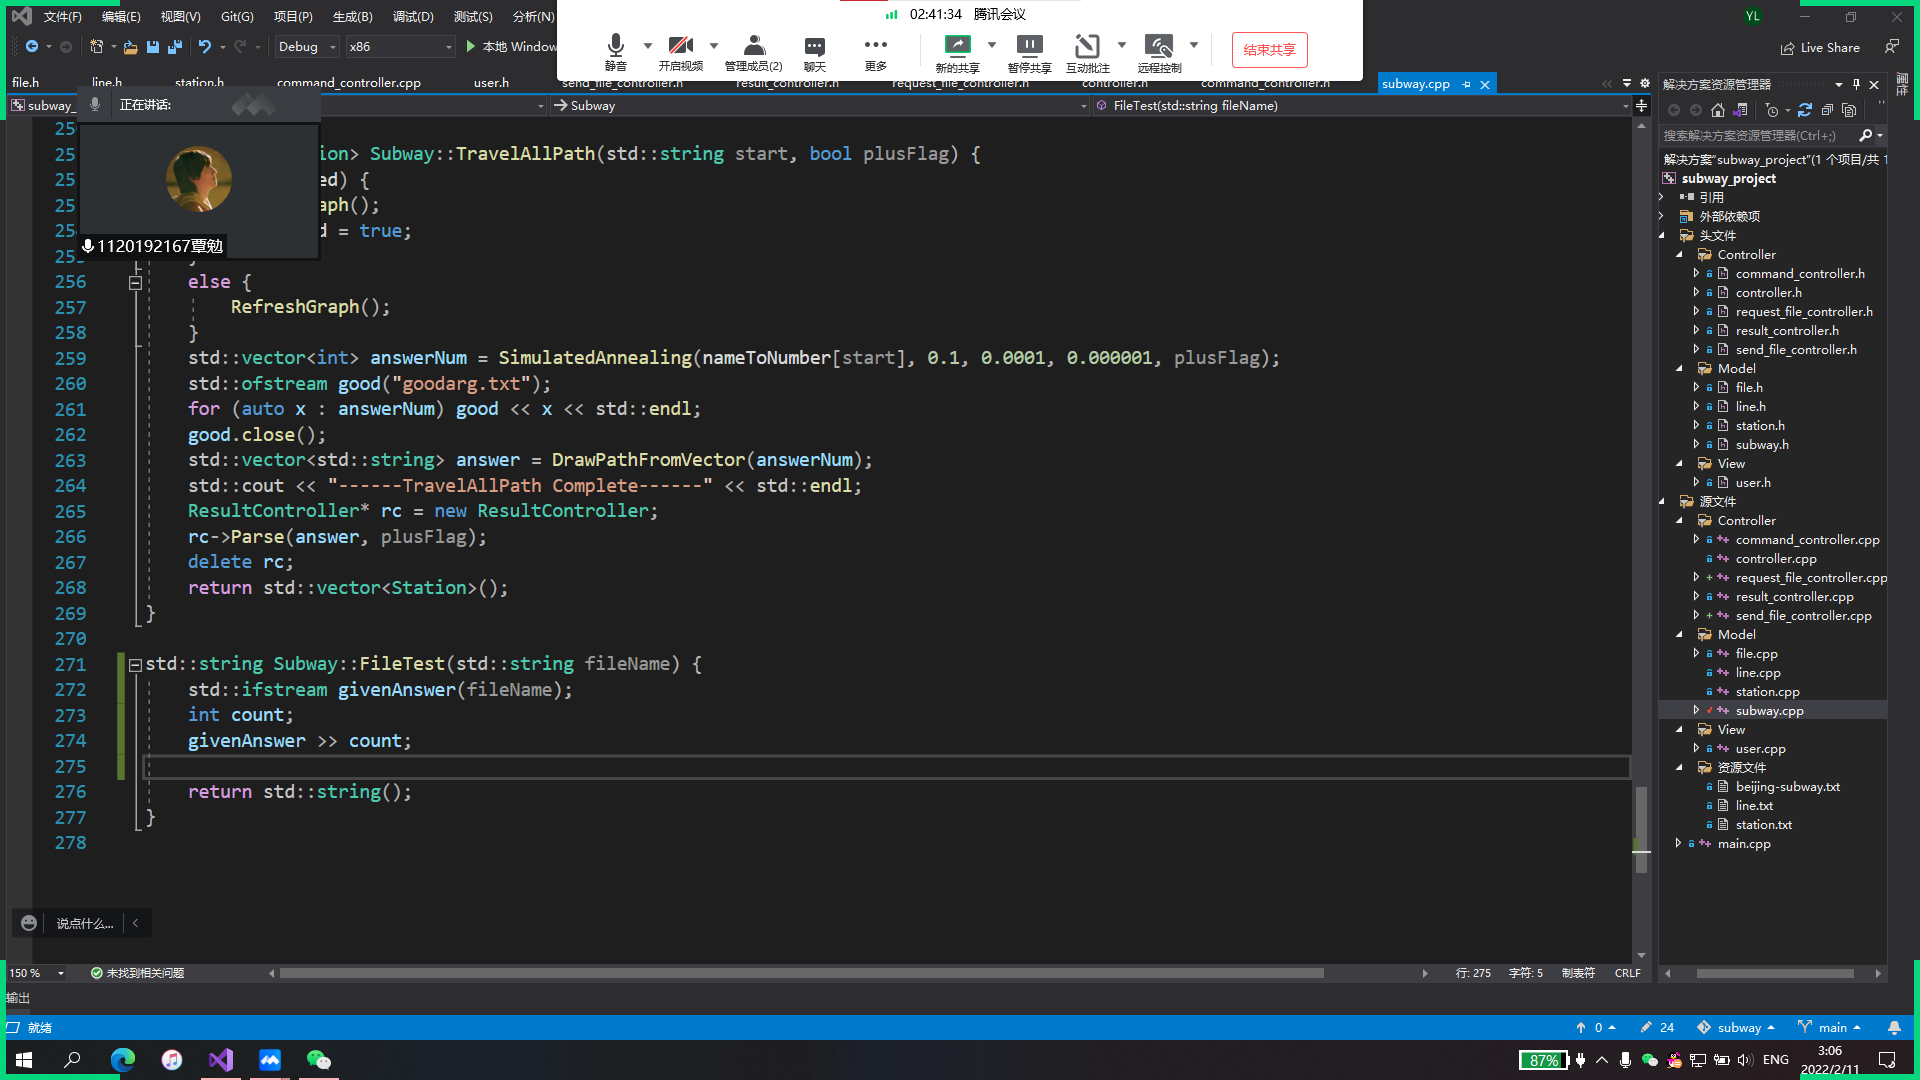 文件(F) 编辑(E) 视图(V) Git(G) 项目(P) 生成(B) 调试(D) 测试(S) 分析(N)
02:41:34 腾讯会议
YL
Debug x86 本地 Window
静音 开启视频 管理成员(2) 聊天 更多 新的共享 暂停共享 互动批注 远程控制 结束共享
Live Share
file.h line.h station.h command_controller.cpp user.h send_file_controller.h result_controller.h request_file_controller.h controller.h command_controller.h subway.cpp
subway_
正在讲话:
Subway
FileTest(std::string fileName)
1120192167覃勉
ion> Subway::TravelAllPath(std::string start, bool plusFlag) {
ed) {
aph();
d = true;
256 else {
257 RefreshGraph();
258 }
259 std::vector<int> answerNum = SimulatedAnnealing(nameToNumber[start], 0.1, 0.0001, 0.000001, plusFlag);
260 std::ofstream good("goodarg.txt");
261 for (auto x : answerNum) good << x << std::endl;
262 good.close();
263 std::vector<std::string> answer = DrawPathFromVector(answerNum);
264 std::cout << "------TravelAllPath Complete------" << std::endl;
265 ResultController* rc = new ResultController;
266 rc->Parse(answer, plusFlag);
267 delete rc;
268 return std::vector<Station>();
269 }
270
271 std::string Subway::FileTest(std::string fileName) {
272 std::ifstream givenAnswer(fileName);
273 int count;
274 givenAnswer >> count;
275
276 return std::string();
277 }
278
说点什么...
150 % 未找到相关问题 行: 275 字符: 5 制表符 CRLF
输出
就绪 0 24 subway main
解决方案资源管理器
属性
搜索解决方案资源管理器(Ctrl+;)
解决方案"subway_project"(1 个项目/共 1
subway_project
引用
外部依赖项
头文件
Controller
command_controller.h
controller.h
request_file_controller.h
result_controller.h
send_file_controller.h
Model
file.h
line.h
station.h
subway.h
View
user.h
源文件
Controller
command_controller.cpp
controller.cpp
request_file_controller.cpp
result_controller.cpp
send_file_controller.cpp
Model
file.cpp
line.cpp
station.cpp
subway.cpp
View
user.cpp
资源文件
beijing-subway.txt
line.txt
station.txt
main.cpp
87% ENG 3:06
2022/2/11